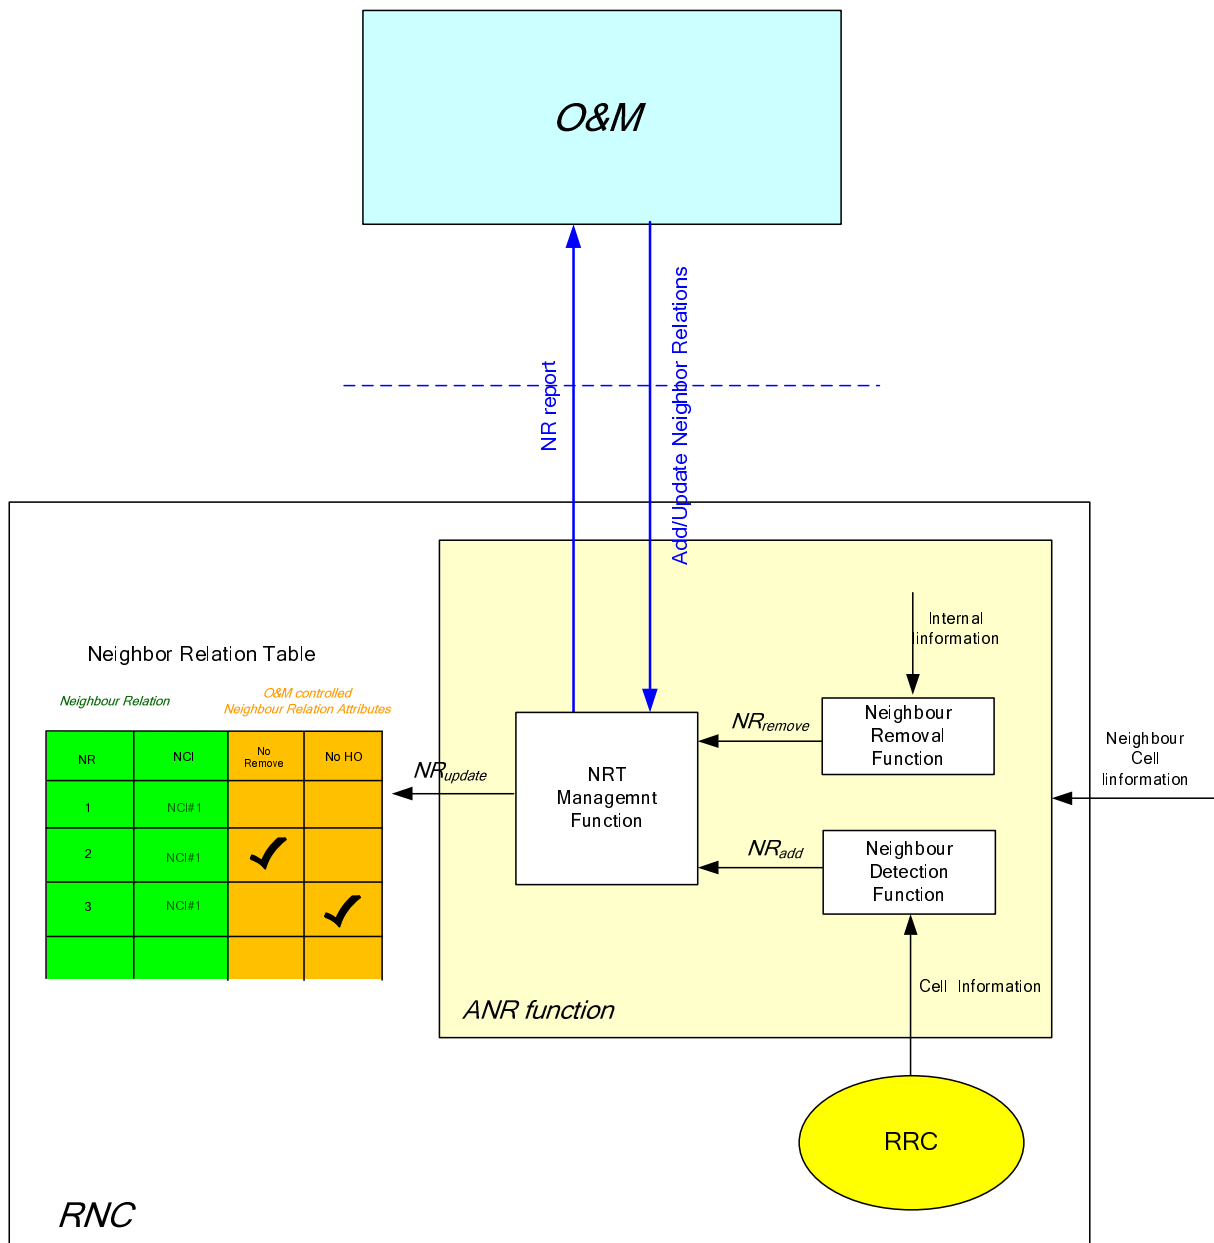 O&M
NR report
Add/Update Neighbor Relations
Neighbor Relation Table
Neighbour Relation
O&M controlled
Neighbour Relation Attributes
NR
NCI
No
Remove
No HO
1
NCI#1
2
NCI#1
3
NCI#1
NRupdate
NRT
Managemnt
Function
NRremove
NRadd
Internal
Iinformation
Neighbour
Removal
Function
Neighbour
Detection
Function
Neighbour
Cell
Iinformation
Cell Information
ANR function
RRC
RNC